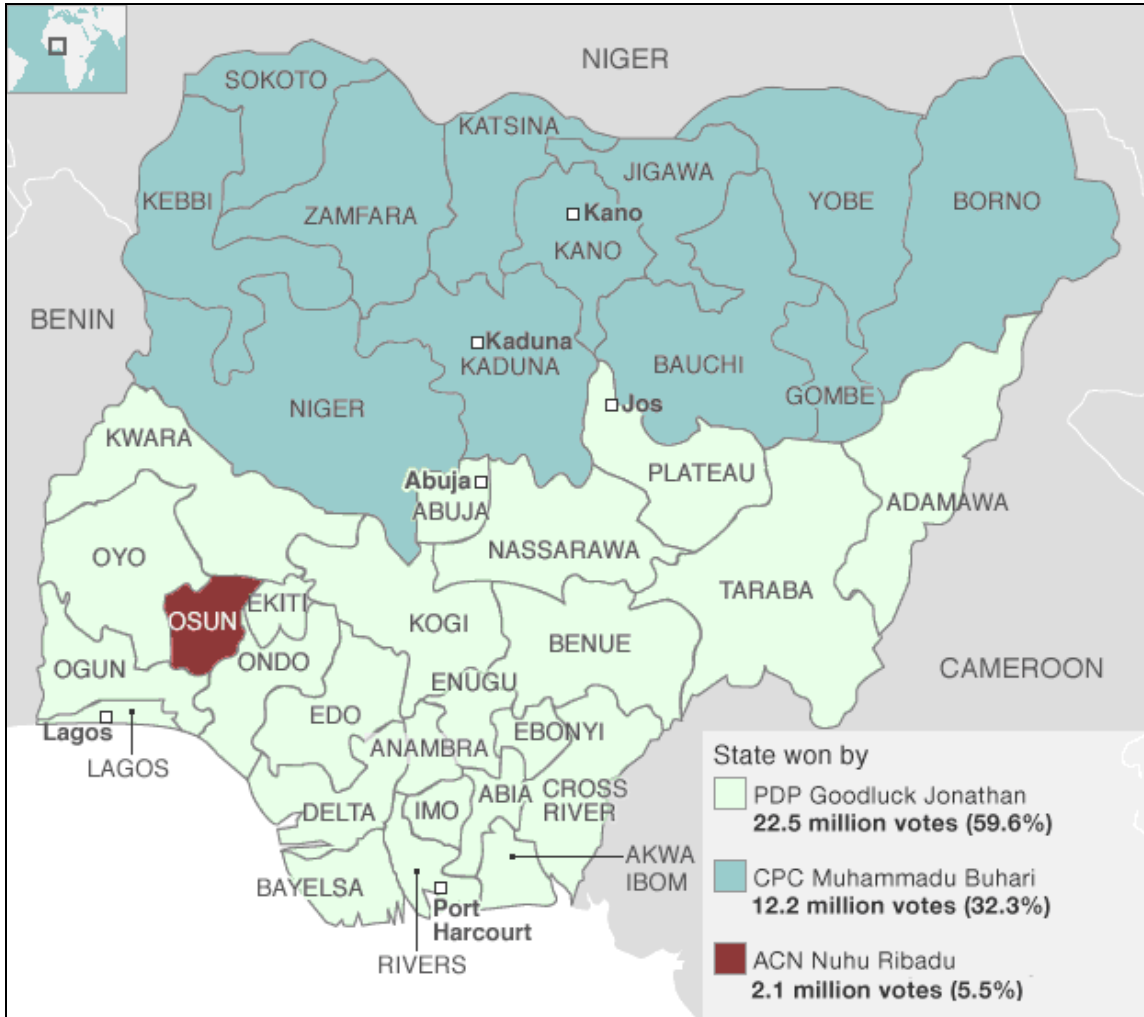 NIGER
SOKOTO
KATSINA
JIGAWA
KEBBI
ZAMFARA
YOBE
BORNO
Kano
KANO
BENIN
Kaduna
KADUNA
BAUCHI
NIGER
GOMBE
Jos
KWARA
PLATEAU
Abuja
ABUJA
ADAMAWA
NASSARAWA
OYO
TARABA
EKITI
OSUN
KOGI
BENUE
OGUN
ONDO
CAMEROON
ENUGU
EDO
Lagos
EBONYI
ANAMBRA
LAGOS
CROSS
RIVER
ABIA
IMO
DELTA
AKWA
IBOM
BAYELSA
Port
Harcourt
RIVERS
State won by
PDP Goodluck Jonathan
22.5 million votes (59.6%)
CPC Muhammadu Buhari
12.2 million votes (32.3%)
ACN Nuhu Ribadu
2.1 million votes (5.5%)